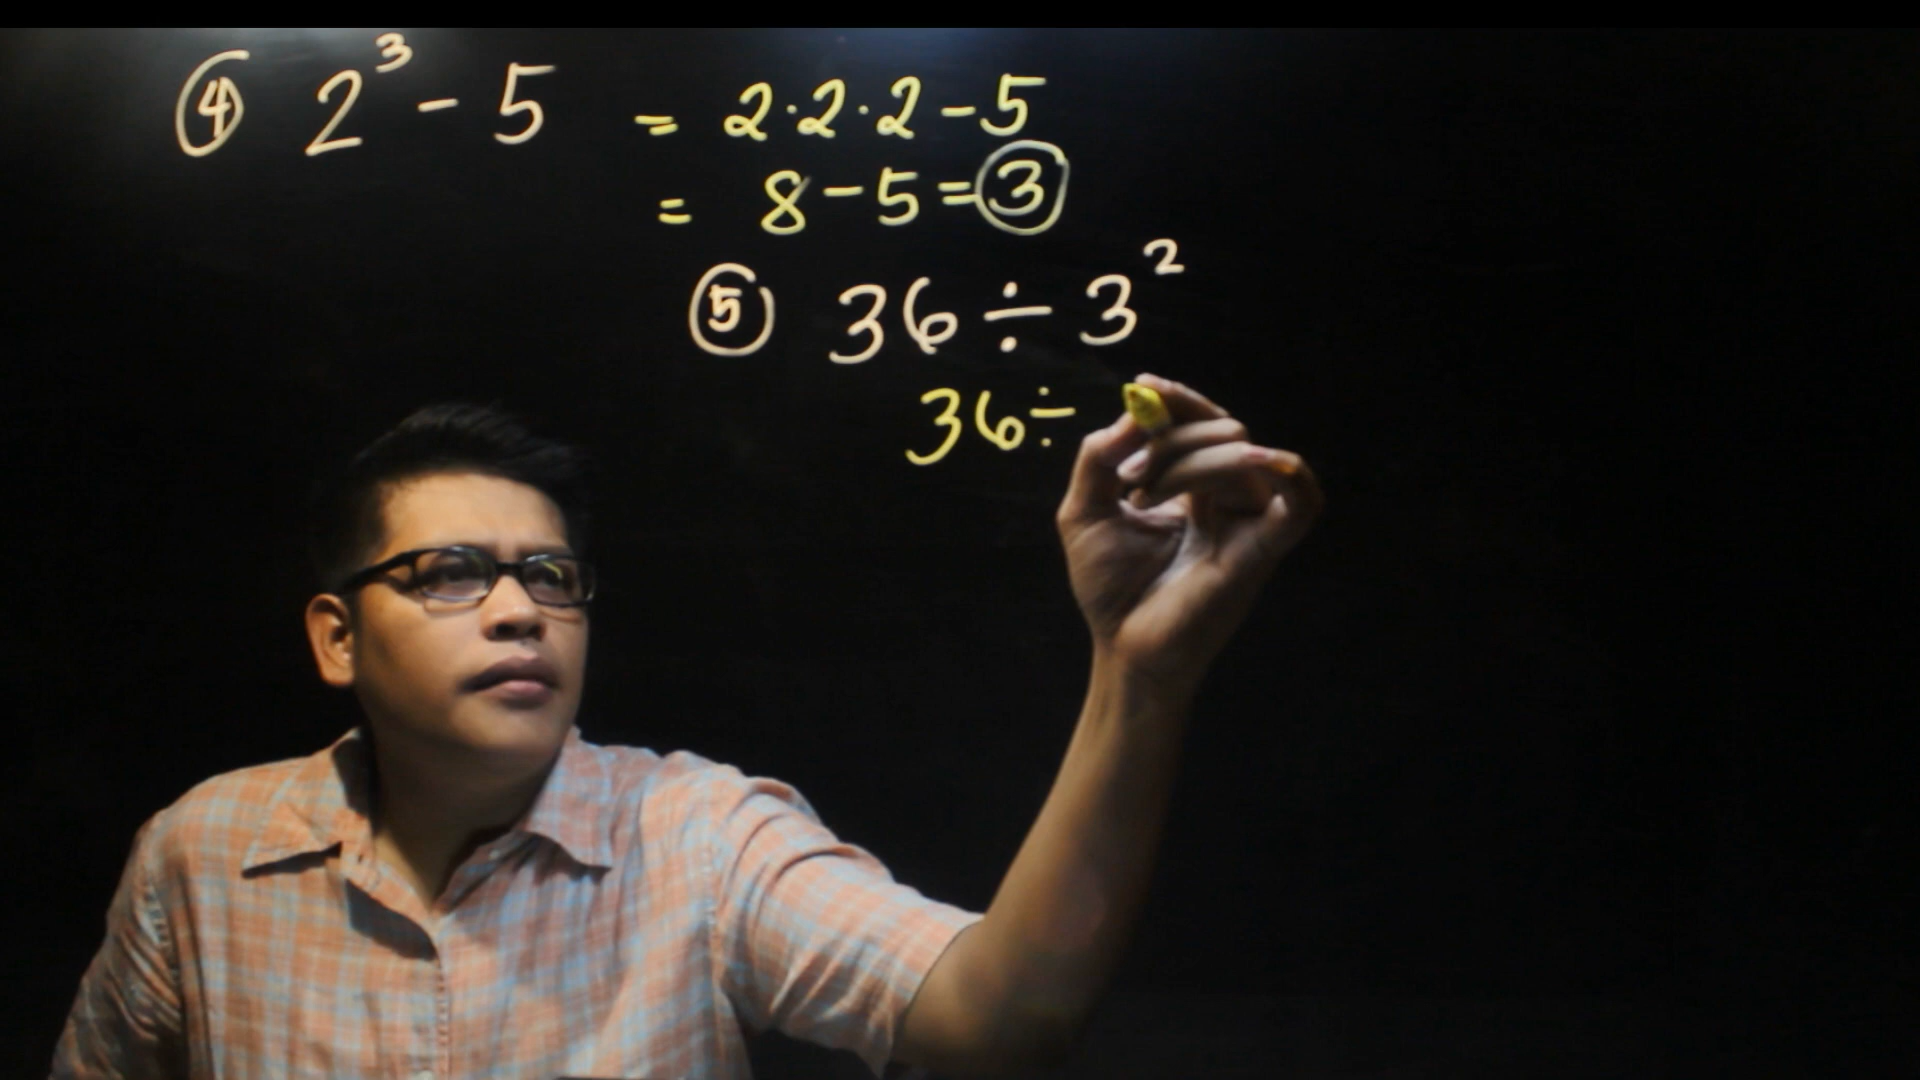 ④ 2³ - 5 = 2·2·2 - 5
= 8 - 5 = ③
⑤ 36 ÷ 3²
36 ÷